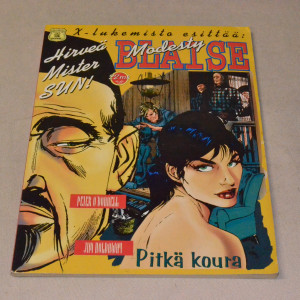 X-lukemisto esittää:
Hirveä
Mister
SUN!
Modesty
BLAISE
PETER O'DONNELL
JIM HOLDAWAY
Pitkä koura